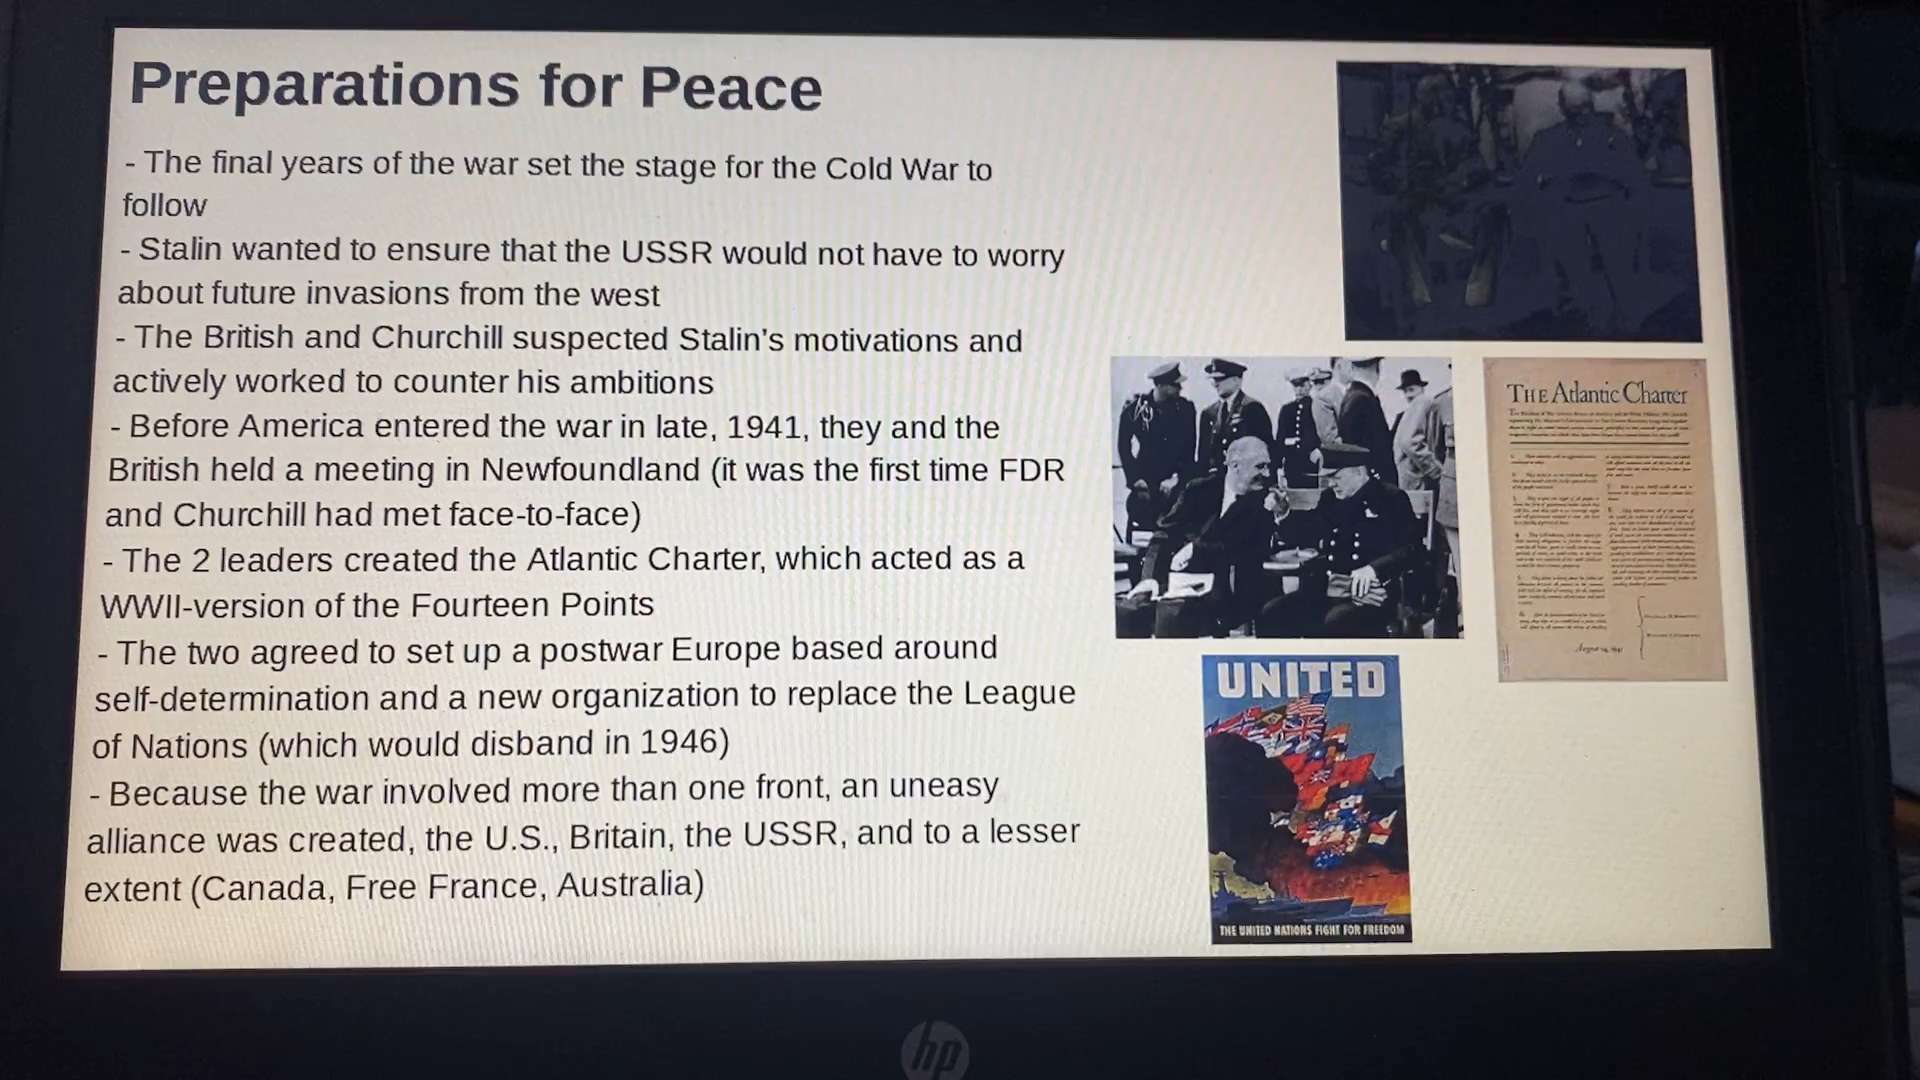 Preparations for Peace
- The final years of the war set the stage for the Cold War to
follow
- Stalin wanted to ensure that the USSR would not have to worry
about future invasions from the west
- The British and Churchill suspected Stalin's motivations and
actively worked to counter his ambitions
- Before America entered the war in late, 1941, they and the
British held a meeting in Newfoundland (it was the first time FDR
and Churchill had met face-to-face)
- The 2 leaders created the Atlantic Charter, which acted as a
WWII-version of the Fourteen Points
- The two agreed to set up a postwar Europe based around
self-determination and a new organization to replace the League
of Nations (which would disband in 1946)
- Because the war involved more than one front, an uneasy
alliance was created, the U.S., Britain, the USSR, and to a lesser
extent (Canada, Free France, Australia)
THE Atlantic Charter
August 14, 1941
UNITED
THE UNITED NATIONS FIGHT FOR FREEDOM
hp